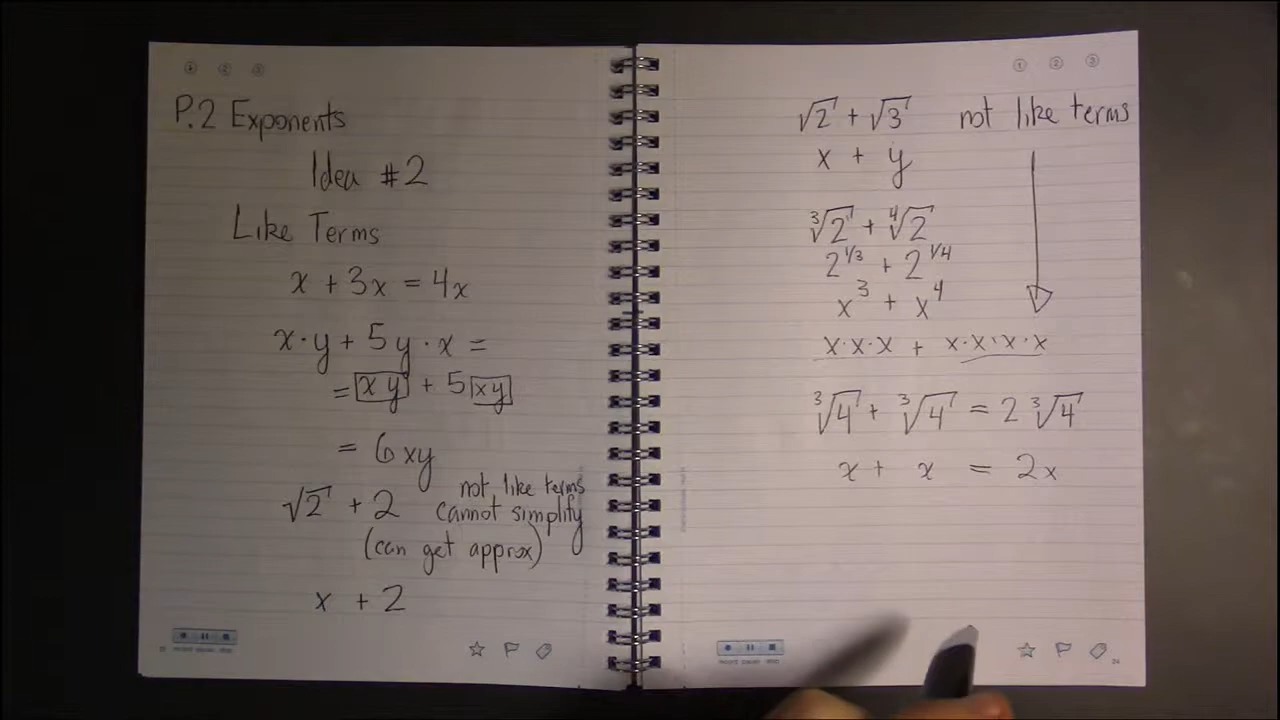 P.2 Exponents
Idea #2
Like Terms
x + 3x = 4x
x·y + 5y·x =
= xy + 5xy
= 6xy
√2 + 2 not like terms
cannot simplify
(can get approx)
x + 2
√2 + √3 not like terms
x + y
∛2 + ∜2
2^1/3 + 2^1/4
x^3 + x^4
x·x·x + x·x·x·x
∛4 + ∛4 = 2∛4
x + x = 2x